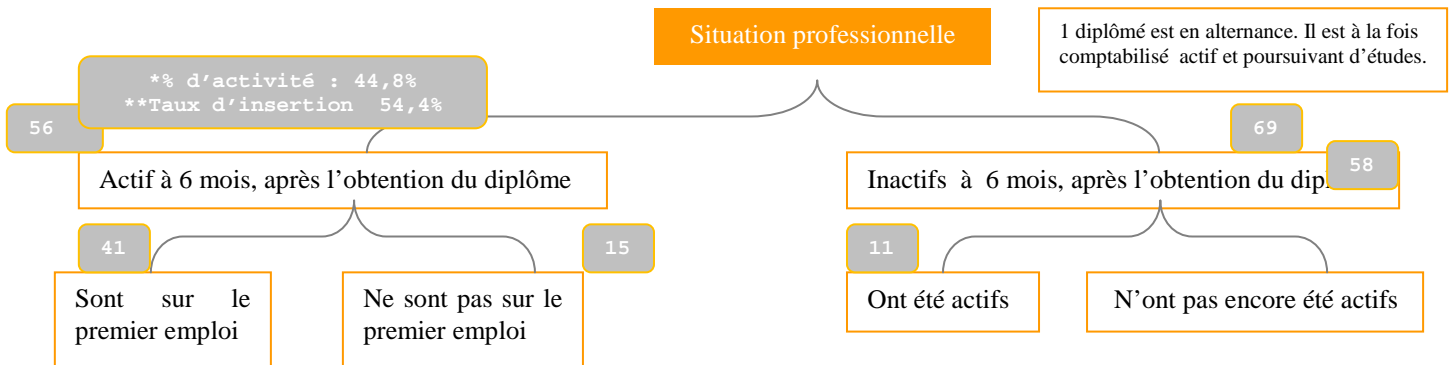 Situation professionnelle
1 diplômé est en alternance. Il est à la fois
comptabilisé actif et poursuivant d'études.
*% d'activité : 44,8%
**Taux d'insertion 54,4%
56
69
58
Actif à 6 mois, après l'obtention du diplôme
Inactifs à 6 mois, après l'obtention du
41
15
11
Sont sur le
premier emploi
Ne sont pas sur le
premier emploi
Ont été actifs
N'ont pas encore été actifs